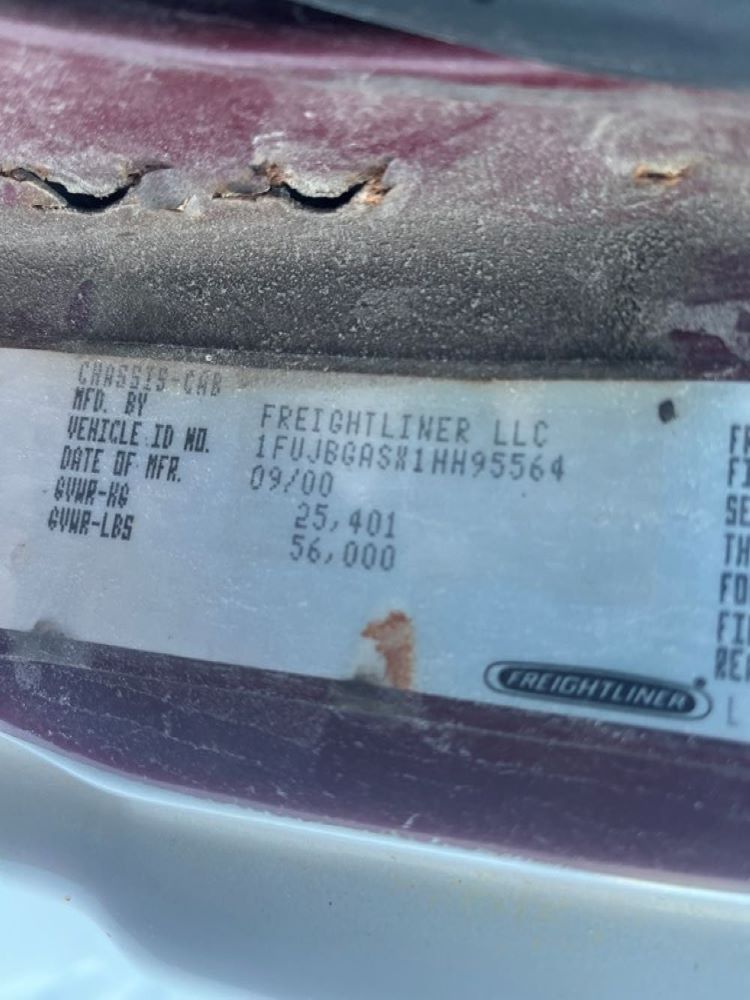 CHASSIS-CAB
MFD. BY FREIGHTLINER LLC
VEHICLE ID NO. 1FUJBGASX1HH95564
DATE OF MFR. 09/00
GVWR-KG 25,401
GVWR-LBS 56,000
FREIGHTLINER